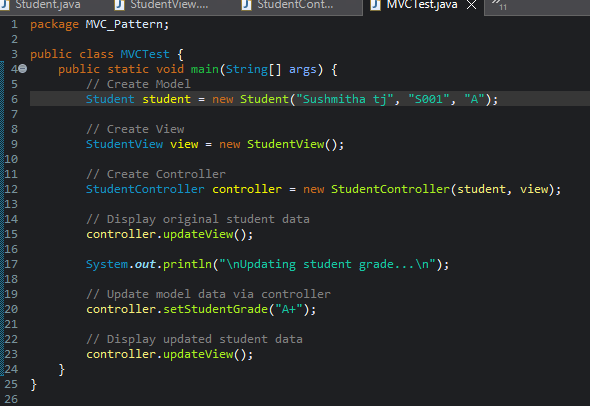 Student.java StudentView.... StudentCont... MVCTest.java 11
1 package MVC_Pattern;
2
3 public class MVCTest {
4 public static void main(String[] args) {
5 // Create Model
6 Student student = new Student("Sushmitha tj", "S001", "A");
7
8 // Create View
9 StudentView view = new StudentView();
10
11 // Create Controller
12 StudentController controller = new StudentController(student, view);
13
14 // Display original student data
15 controller.updateView();
16
17 System.out.println("\nUpdating student grade...\n");
18
19 // Update model data via controller
20 controller.setStudentGrade("A+");
21
22 // Display updated student data
23 controller.updateView();
24 }
25 }
26